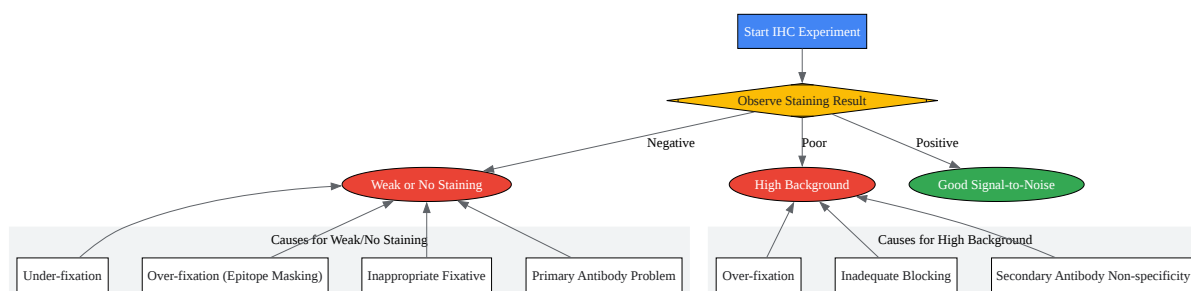 Start IHC Experiment
Observe Staining Result
Negative
Poor
Positive
Weak or No Staining
High Background
Good Signal-to-Noise
Causes for Weak/No Staining
Causes for High Background
Under-fixation
Over-fixation (Epitope Masking)
Inappropriate Fixative
Primary Antibody Problem
Over-fixation
Inadequate Blocking
Secondary Antibody Non-specificity